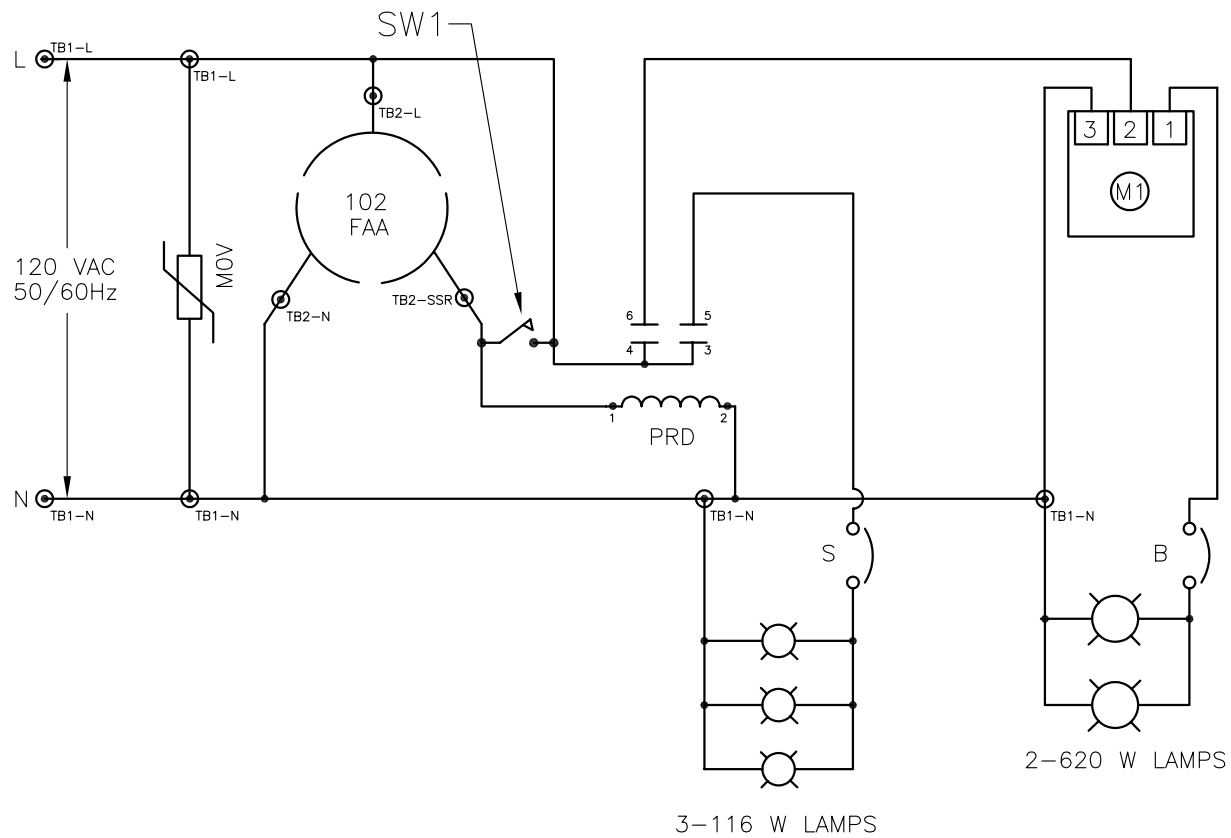 SW1
L
TB1-L
TB1-L
TB2-L
3
2
1
M1
102
FAA
MOV
120 VAC
50/60Hz
TB2-N
TB2-SSR
6
5
4
3
1
2
PRD
N
TB1-N
TB1-N
TB1-N
TB1-N
S
B
2-620 W LAMPS
3-116 W LAMPS